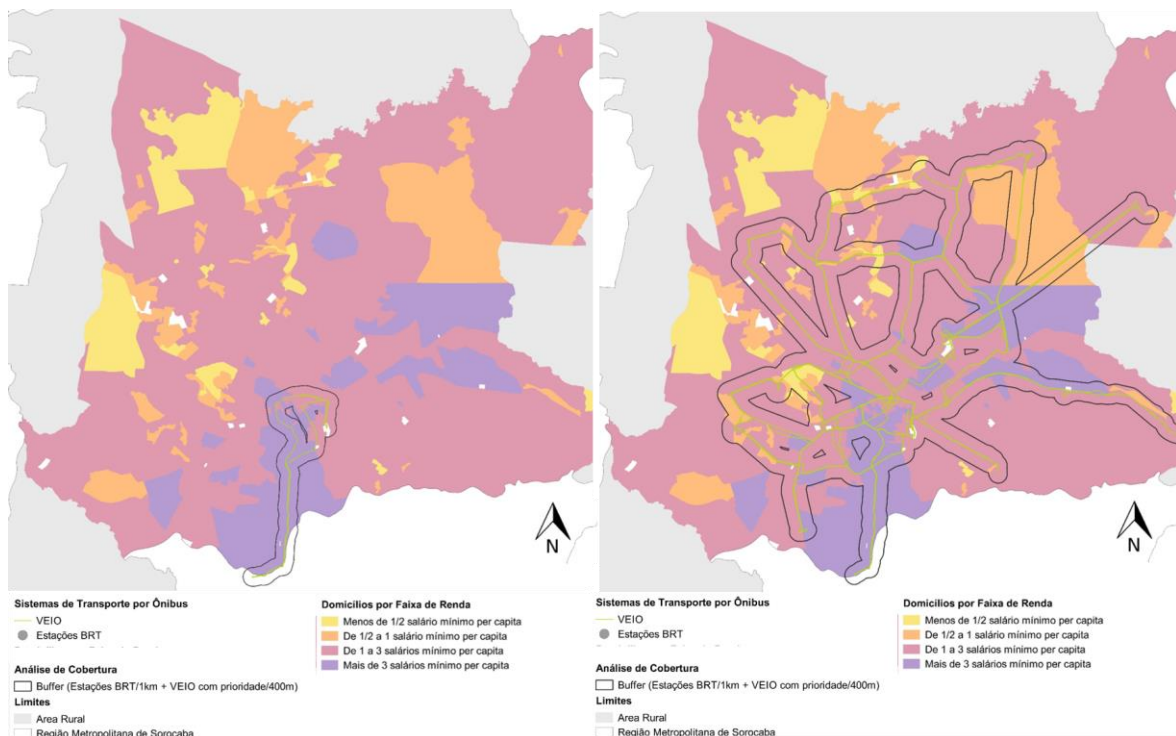 N
Sistemas de Transporte por Ônibus
VEIO
Estações BRT
Análise de Cobertura
Buffer (Estações BRT/1km + VEIO com prioridade/400m)
Limites
Area Rural
Região Metropolitana de Sorocaba
Domicílios por Faixa de Renda
Menos de 1/2 salário mínimo per capita
De 1/2 a 1 salário mínimo per capita
De 1 a 3 salários mínimo per capita
Mais de 3 salários mínimo per capita
N
Sistemas de Transporte por Ônibus
VEIO
Estações BRT
Análise de Cobertura
Buffer (Estações BRT/1km + VEIO com prioridade/400m)
Limites
Area Rural
Região Metropolitana de Sorocaba
Domicílios por Faixa de Renda
Menos de 1/2 salário mínimo per capita
De 1/2 a 1 salário mínimo per capita
De 1 a 3 salários mínimo per capita
Mais de 3 salários mínimo per capita